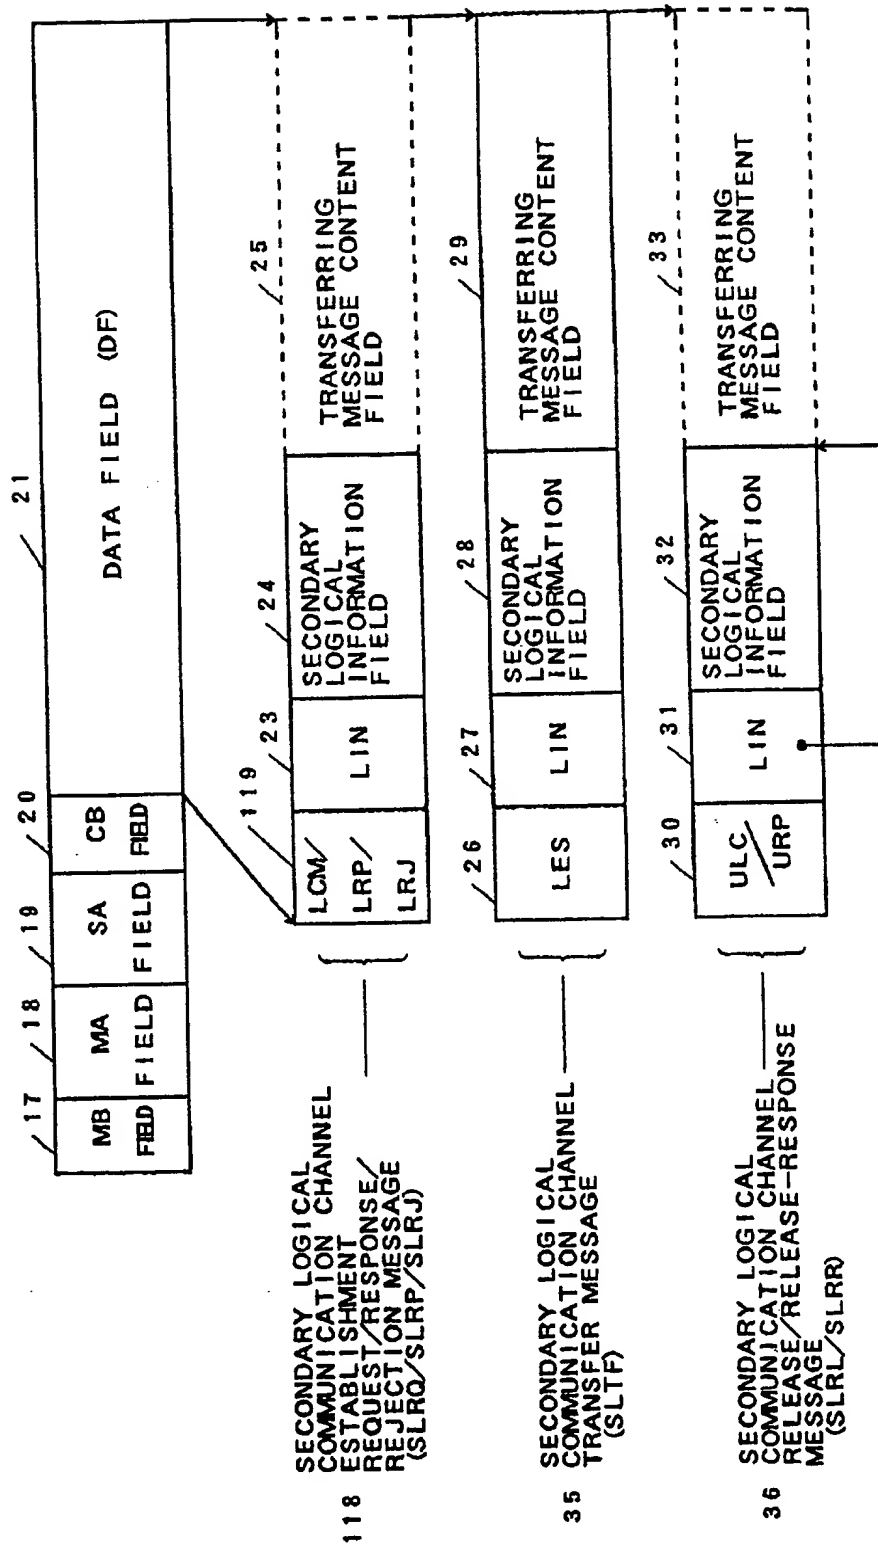 17
18
19
20
21
MB
FIELD
MA
FIELD
SA
FIELD
CB
FIELD
DATA FIELD (DF)
118
SECONDARY LOGICAL
COMMUNICATION CHANNEL
ESTABLISHMENT
REQUEST/RESPONSE/
REJECTION MESSAGE
(SLRQ/SLRP/SLRJ)
119
23
24
25
LCM/
LRP/
LRJ
LIN
SECONDARY
LOGICAL
INFORMATION
FIELD
TRANSFERRING
MESSAGE CONTENT
FIELD
35
SECONDARY LOGICAL
COMMUNICATION CHANNEL
TRANSFER MESSAGE
(SLTF)
26
27
28
29
LES
LIN
SECONDARY
LOGICAL
INFORMATION
FIELD
TRANSFERRING
MESSAGE CONTENT
FIELD
36
SECONDARY LOGICAL
COMMUNICATION CHANNEL
RELEASE/RELEASE-RESPONSE
MESSAGE
(SLRL/SLRR)
30
31
32
33
ULC/
URP
LIN
SECONDARY
LOGICAL
INFORMATION
FIELD
TRANSFERRING
MESSAGE CONTENT
FIELD